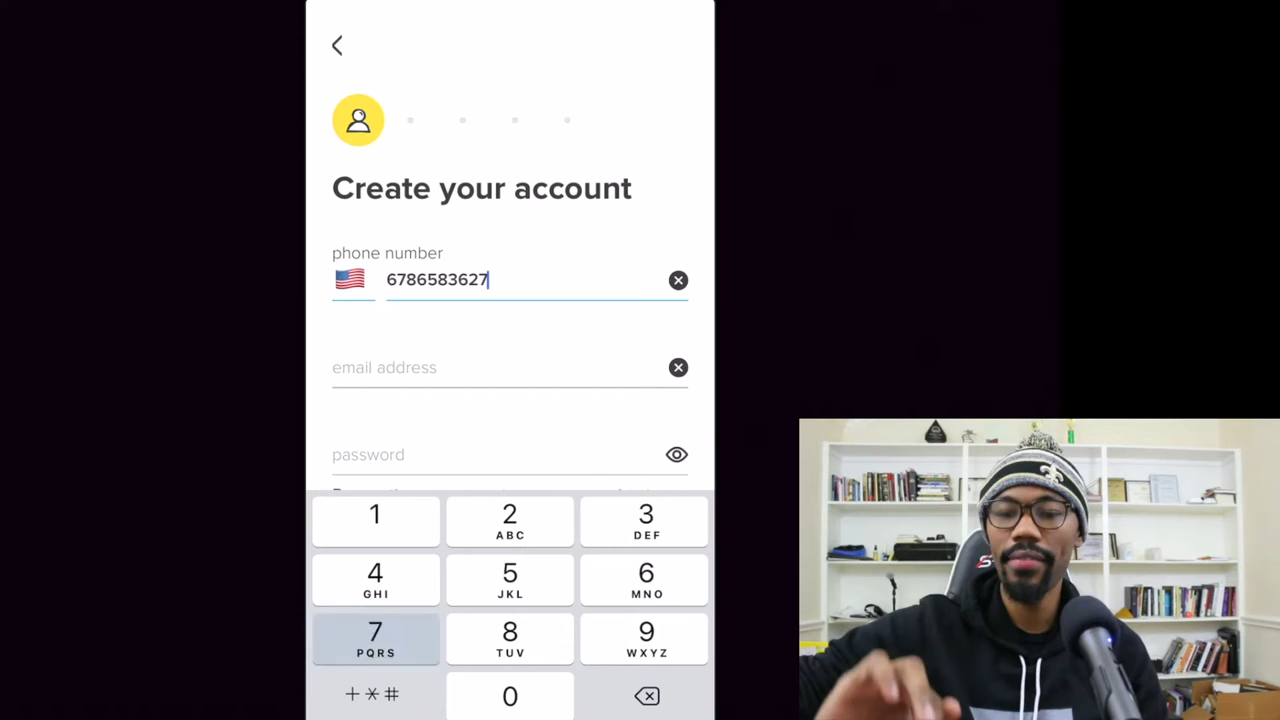 Create your account
phone number
6786583627
email address
password
1
2
3
ABC
DEF
4
5
6
GHI
JKL
MNO
7
8
9
PQRS
TUV
WXYZ
+*#
0